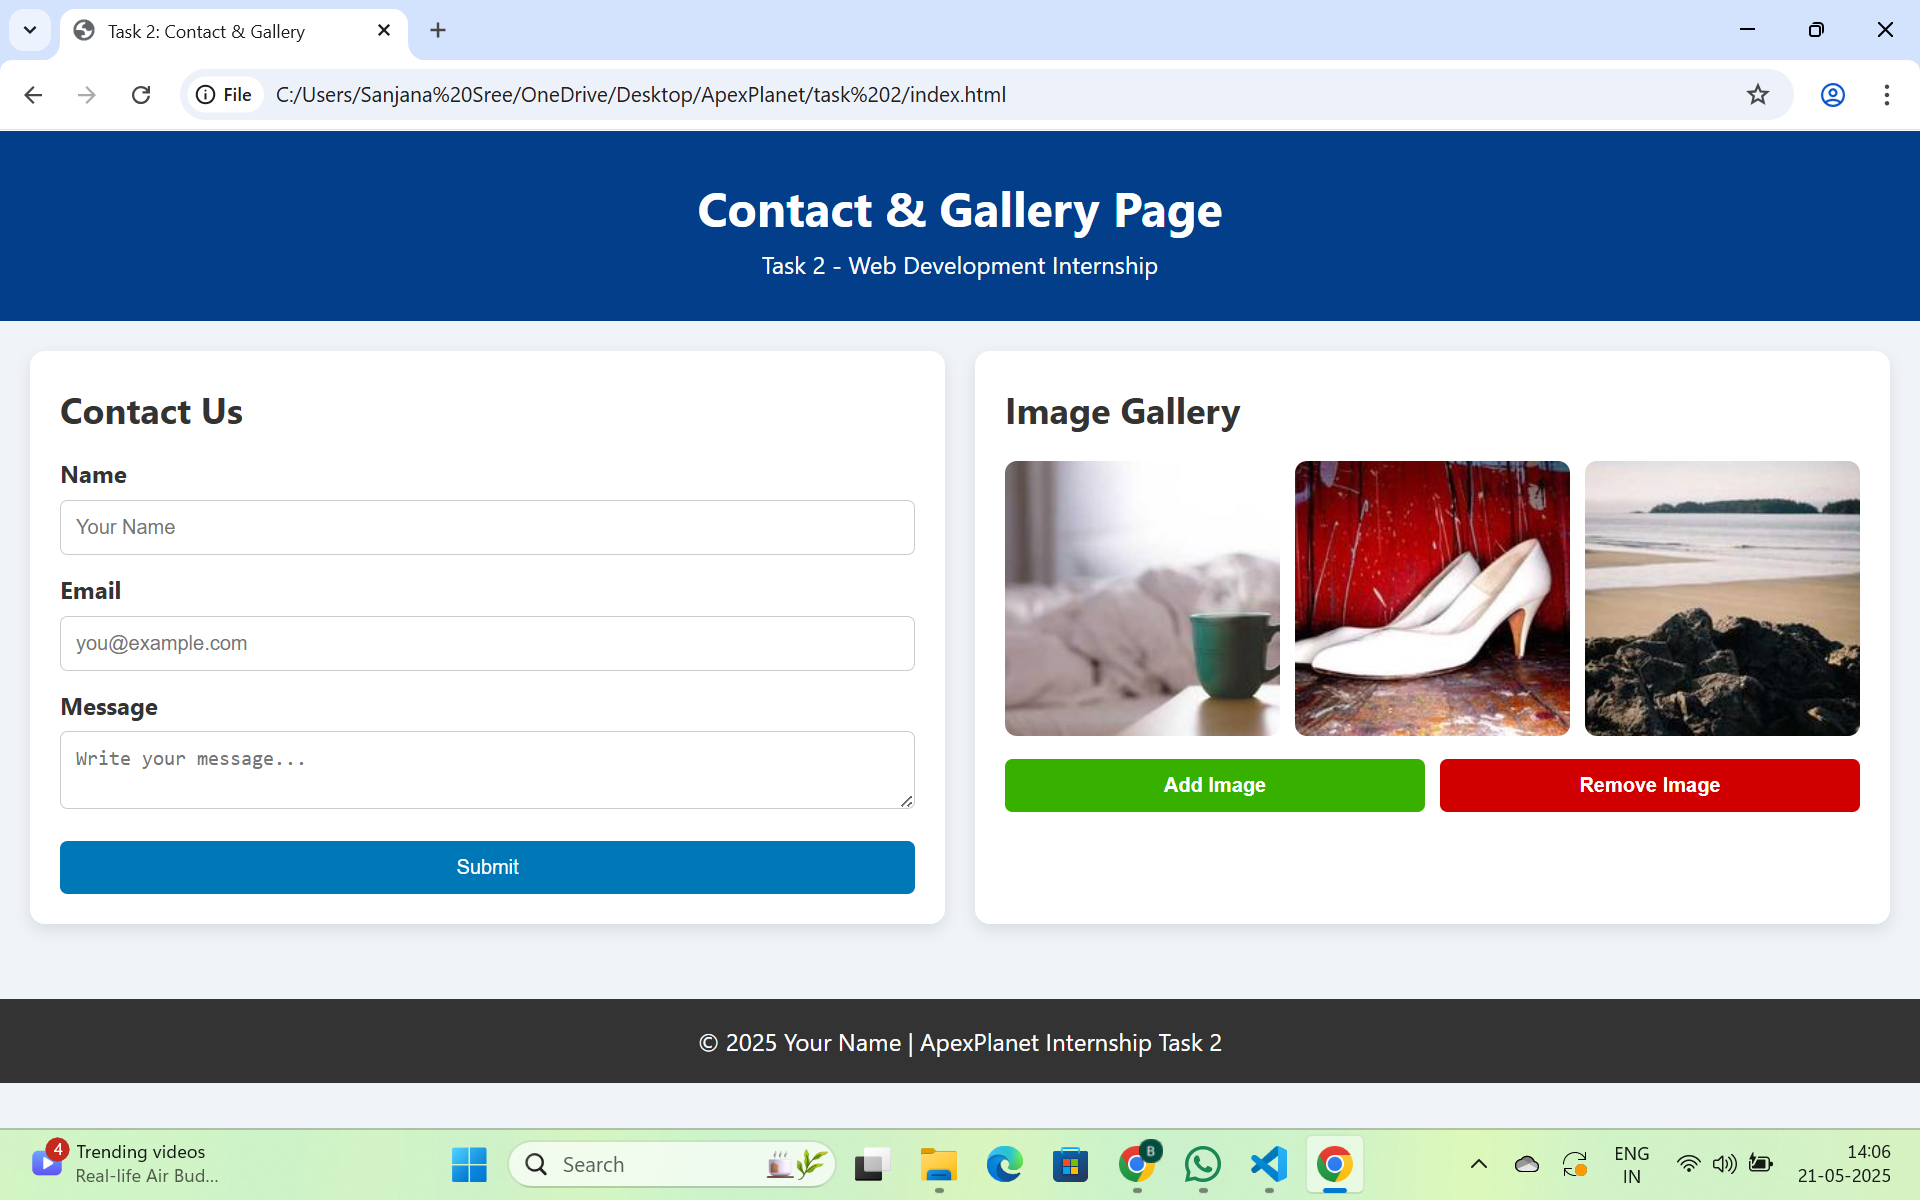 Task 2: Contact & Gallery
File
C:/Users/Sanjana%20Sree/OneDrive/Desktop/ApexPlanet/task%202/index.html
Contact & Gallery Page
Task 2 - Web Development Internship
Contact Us
Name
Your Name
Email
you@example.com
Message
Write your message...
Submit
Image Gallery
Add Image
Remove Image
© 2025 Your Name | ApexPlanet Internship Task 2
4
Trending videos
Real-life Air Bud...
Search
B
ENG
IN
14:06
21-05-2025